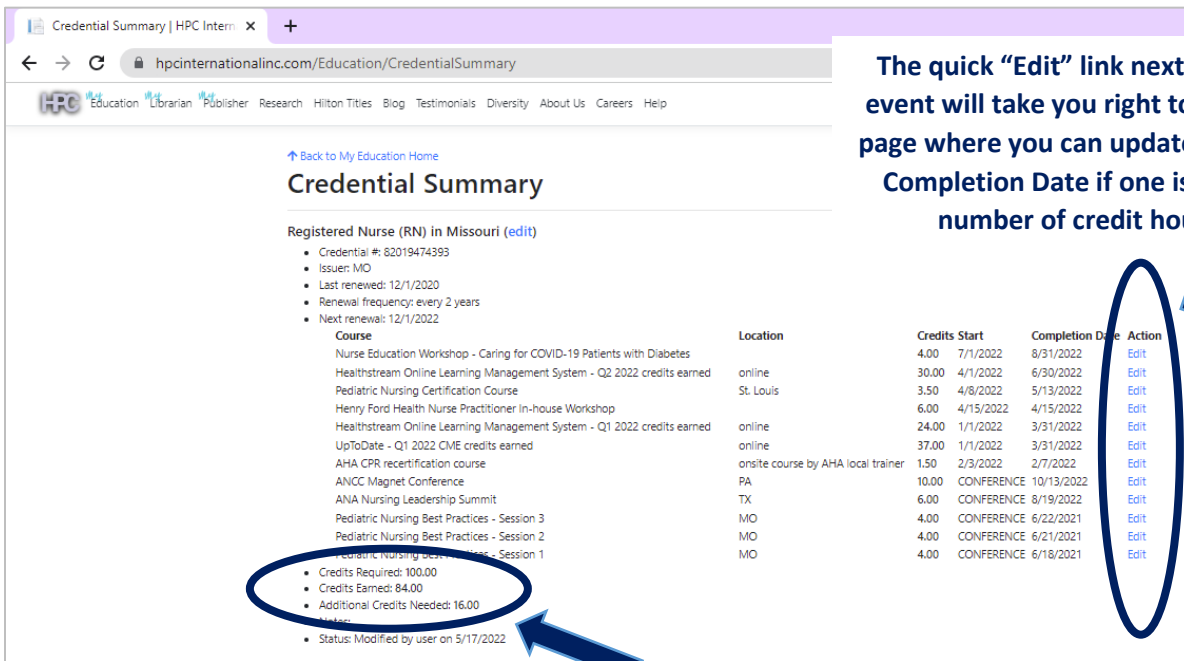 Credential Summary | HPC Intern
hpcinternationalinc.com/Education/CredentialSummary
HPC My Education My Librarian My Publisher Research Hilton Titles Blog Testimonials Diversity About Us Careers Help
The quick “Edit” link next
event will take you right to
page where you can update
Completion Date if one is
number of credit hou
Back to My Education Home
Credential Summary
Registered Nurse (RN) in Missouri (edit)
• Credential #: 82019474393
• Issuer: MO
• Last renewed: 12/1/2020
• Renewal frequency: every 2 years
• Next renewal: 12/1/2022
Course Location Credits Start Completion Date Action
Nurse Education Workshop - Caring for COVID-19 Patients with Diabetes 4.00 7/1/2022 8/31/2022 Edit
Healthstream Online Learning Management System - Q2 2022 credits earned online 30.00 4/1/2022 6/30/2022 Edit
Pediatric Nursing Certification Course St. Louis 3.50 4/8/2022 5/13/2022 Edit
Henry Ford Health Nurse Practitioner In-house Workshop 6.00 4/15/2022 4/15/2022 Edit
Healthstream Online Learning Management System - Q1 2022 credits earned online 24.00 1/1/2022 3/31/2022 Edit
UpToDate - Q1 2022 CME credits earned online 37.00 1/1/2022 3/31/2022 Edit
AHA CPR recertification course onsite course by AHA local trainer 1.50 2/3/2022 2/7/2022 Edit
ANCC Magnet Conference PA 10.00 CONFERENCE 10/13/2022 Edit
ANA Nursing Leadership Summit TX 6.00 CONFERENCE 8/19/2022 Edit
Pediatric Nursing Best Practices - Session 3 MO 4.00 CONFERENCE 6/22/2021 Edit
Pediatric Nursing Best Practices - Session 2 MO 4.00 CONFERENCE 6/21/2021 Edit
Pediatric Nursing Best Practices - Session 1 MO 4.00 CONFERENCE 6/18/2021 Edit
• Credits Required: 100.00
• Credits Earned: 84.00
• Additional Credits Needed: 16.00
• Notes:
• Status: Modified by user on 5/17/2022